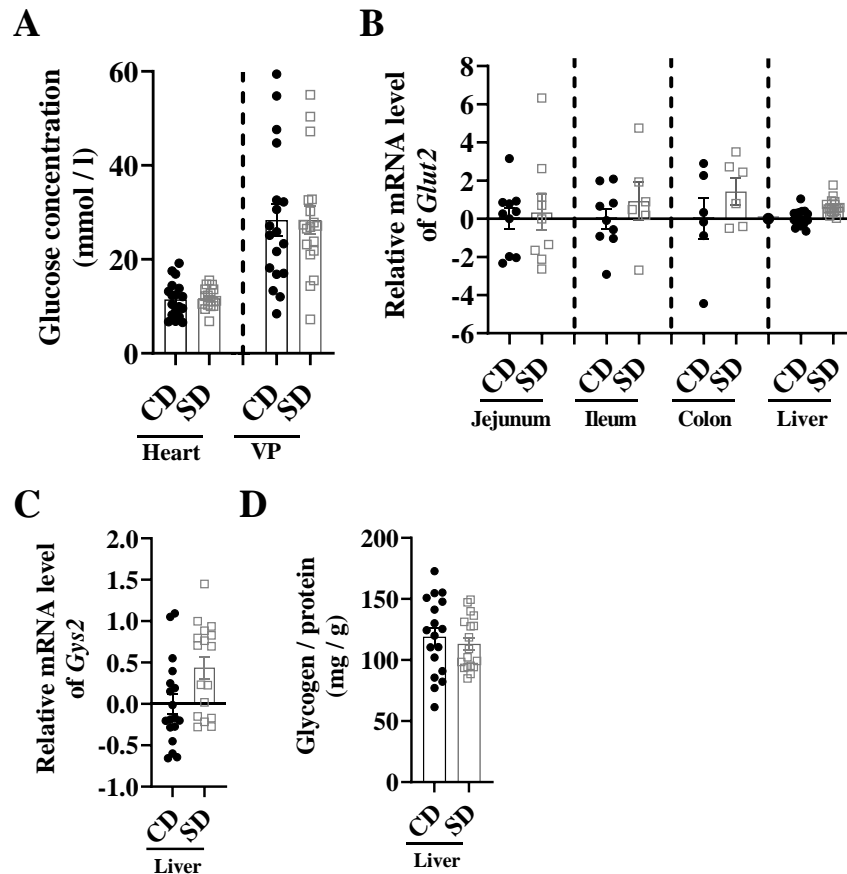 A
Glucose concentration
(mmol / l)
60
40
20
0
CD
SD
CD
SD
Heart
VP
B
Relative mRNA level
of Glut2
8
6
4
2
0
-2
-4
-6
CD
SD
CD
SD
CD
SD
CD
SD
Jejunum
Ileum
Colon
Liver
C
Relative mRNA level
of Gys2
2.0
1.5
1.0
0.5
0.0
-0.5
-1.0
CD
SD
Liver
D
Glycogen / protein
(mg / g)
200
150
100
50
0
CD
SD
Liver